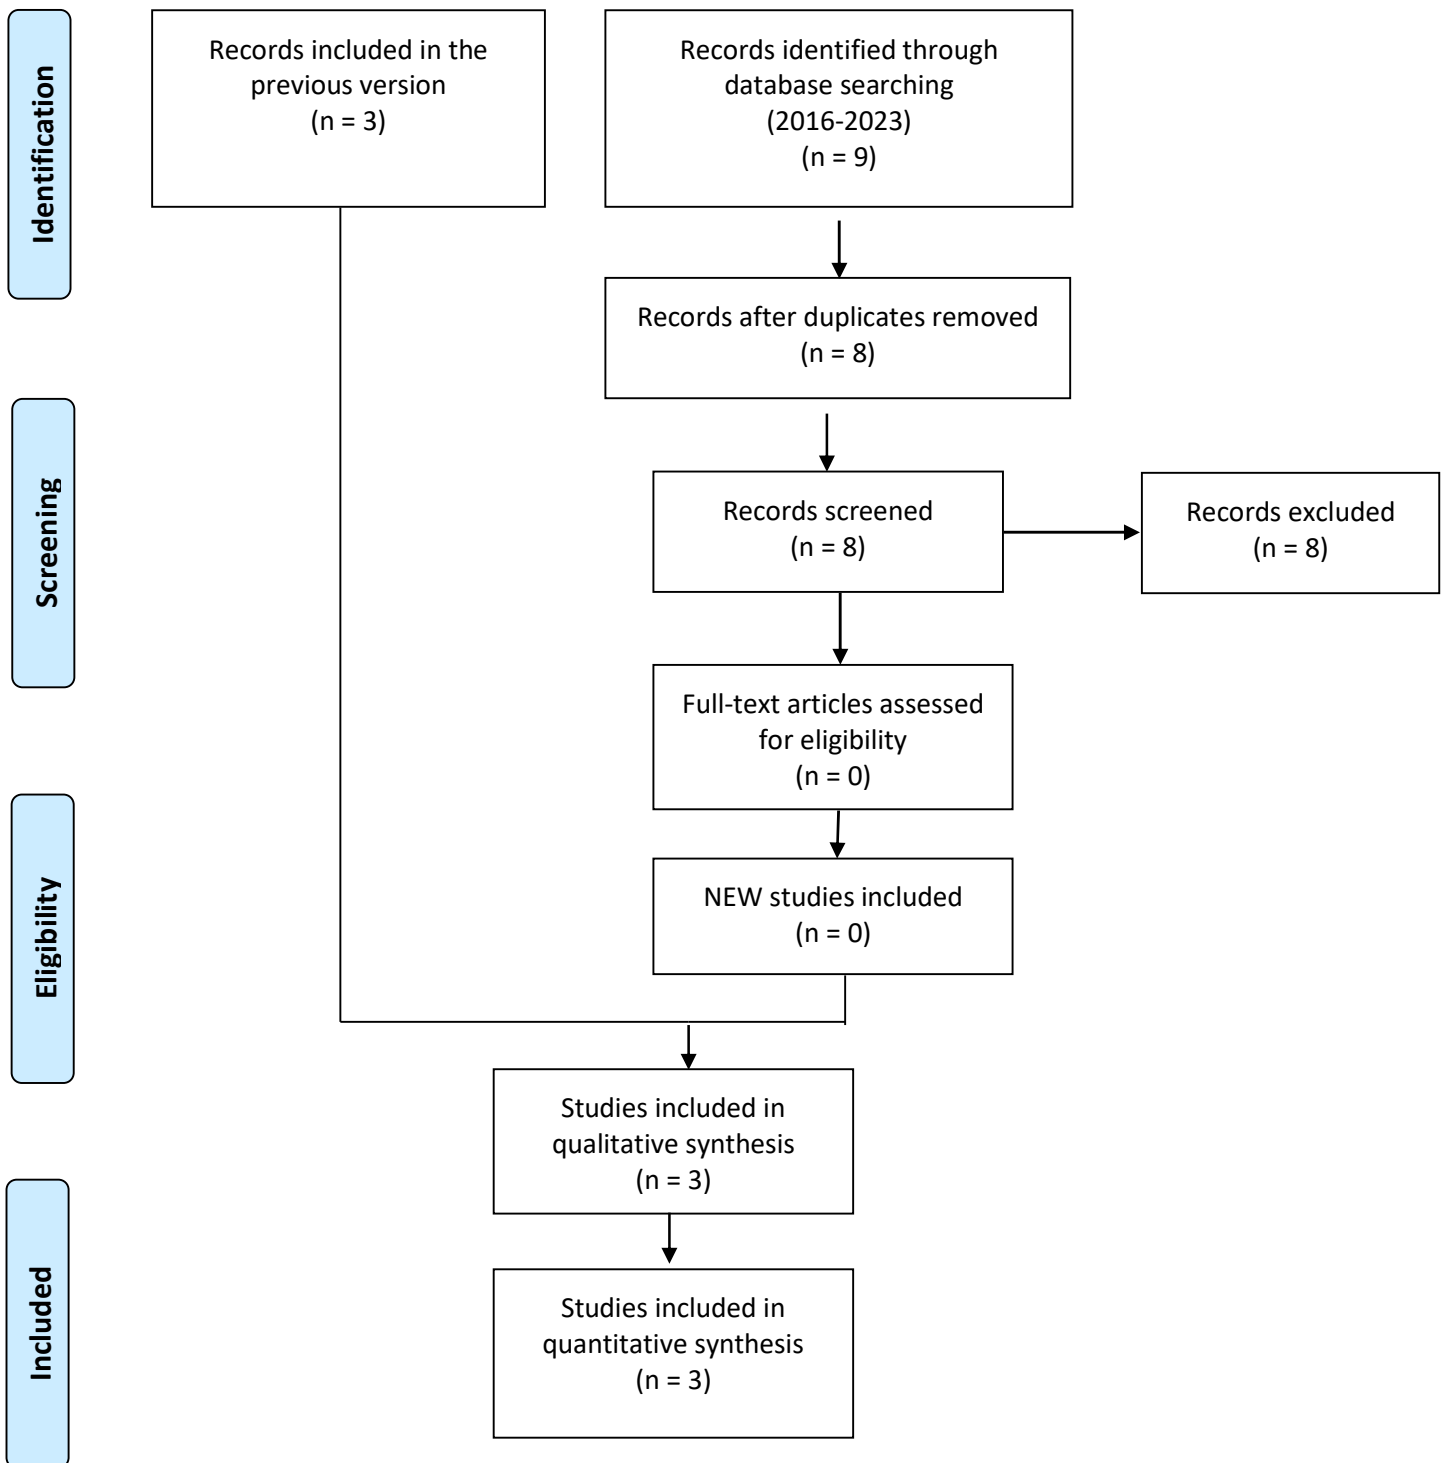 Identification
Records included in the
previous version
(n = 3)
Records identified through
database searching
(2016-2023)
(n = 9)
Records after duplicates removed
(n = 8)
Screening
Records screened
(n = 8)
Records excluded
(n = 8)
Full-text articles assessed
for eligibility
(n = 0)
Eligibility
NEW studies included
(n = 0)
Studies included in
qualitative synthesis
(n = 3)
Included
Studies included in
quantitative synthesis
(n = 3)